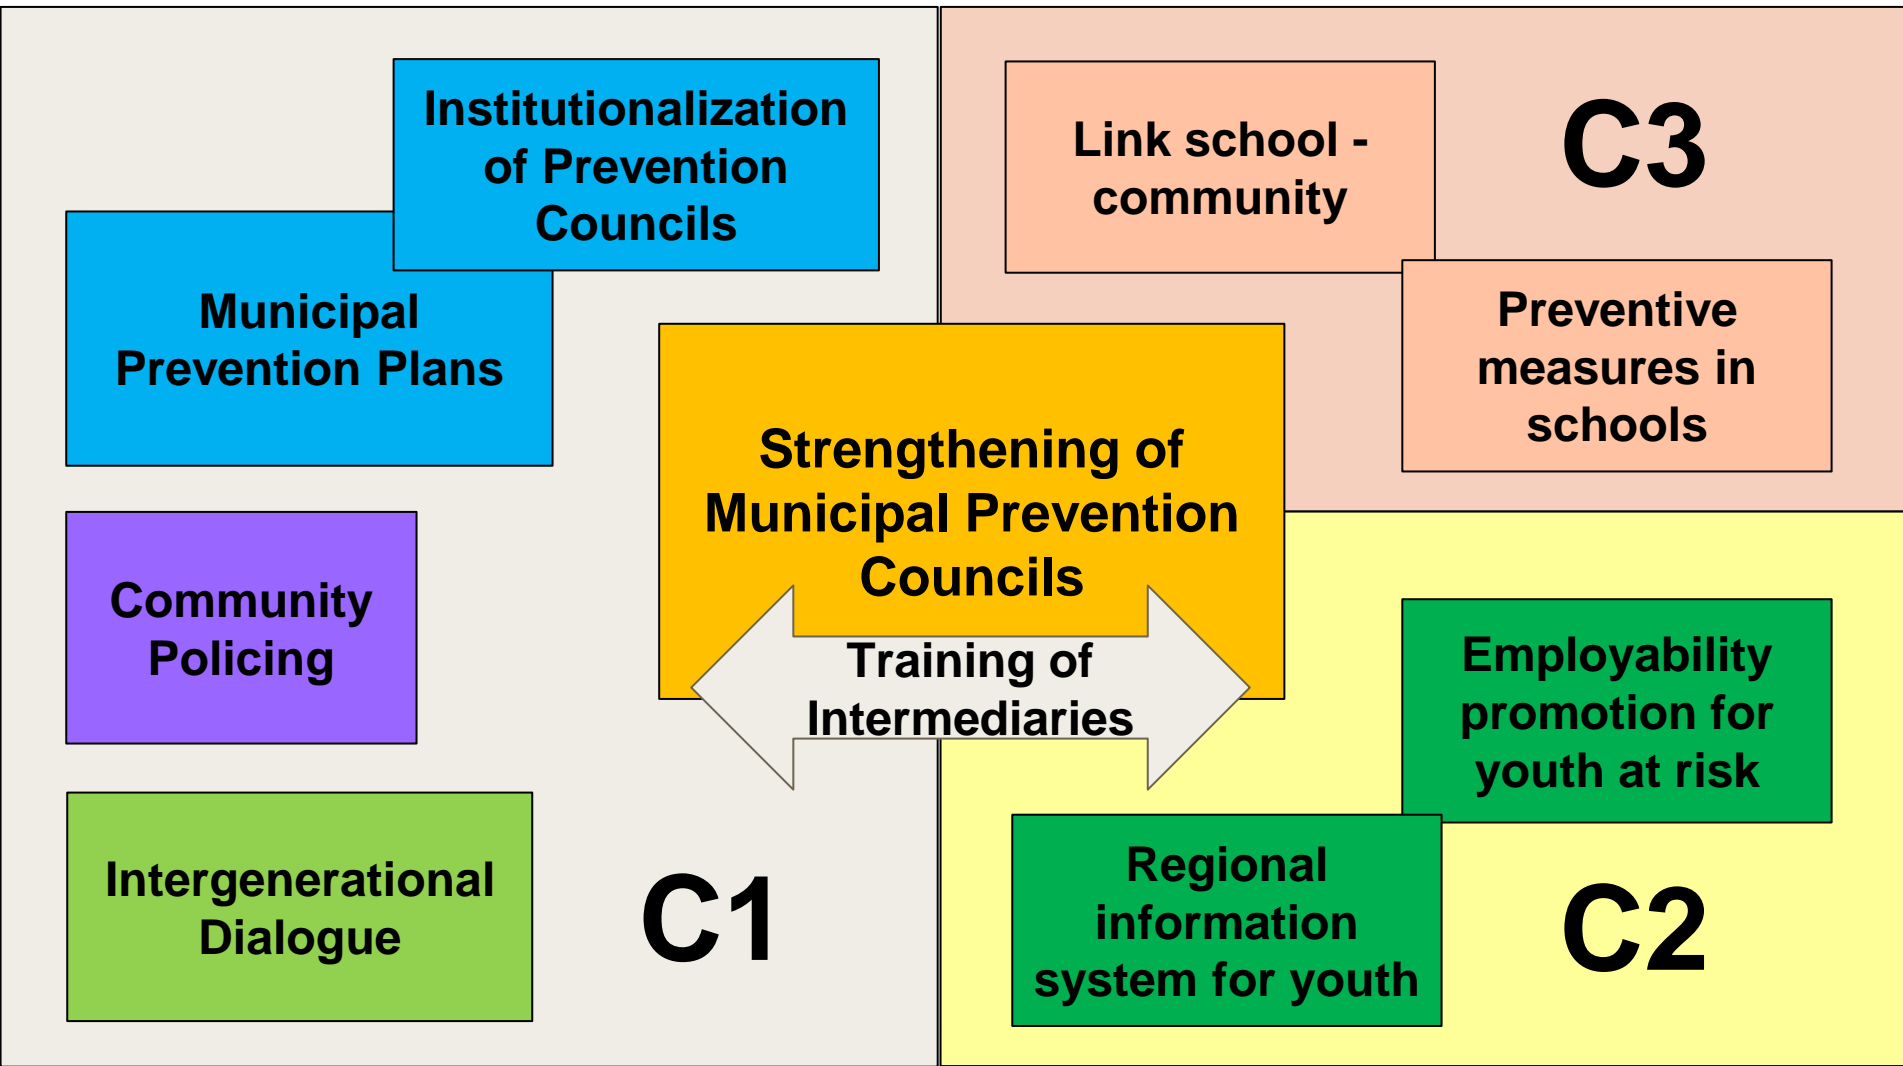 Institutionalization
of Prevention
Councils
Municipal
Prevention Plans
Community
Policing
Intergenerational
Dialogue
C1
Strengthening of
Municipal Prevention
Councils
Training of
Intermediaries
Link school -
community
C3
Preventive
measures in
schools
Employability
promotion for
youth at risk
Regional
information
system for youth
C2